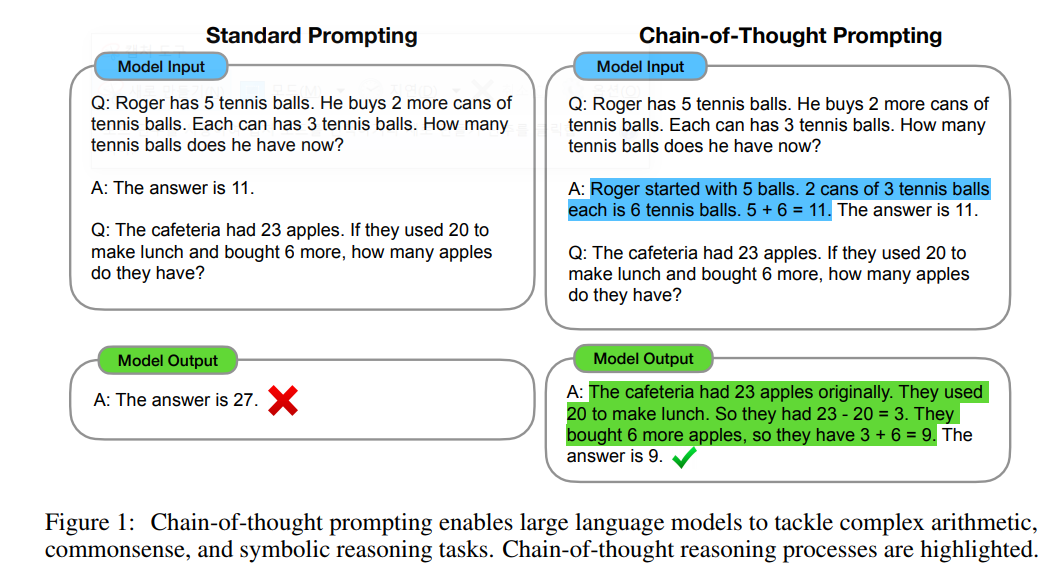 Standard Prompting
Model Input
Q: Roger has 5 tennis balls. He buys 2 more cans of
tennis balls. Each can has 3 tennis balls. How many
tennis balls does he have now?
A: The answer is 11.
Q: The cafeteria had 23 apples. If they used 20 to
make lunch and bought 6 more, how many apples
do they have?
Model Output
A: The answer is 27.
Chain-of-Thought Prompting
Model Input
Q: Roger has 5 tennis balls. He buys 2 more cans of
tennis balls. Each can has 3 tennis balls. How many
tennis balls does he have now?
A: Roger started with 5 balls. 2 cans of 3 tennis balls
each is 6 tennis balls. 5 + 6 = 11. The answer is 11.
Q: The cafeteria had 23 apples. If they used 20 to
make lunch and bought 6 more, how many apples
do they have?
Model Output
A: The cafeteria had 23 apples originally. They used
20 to make lunch. So they had 23 - 20 = 3. They
bought 6 more apples, so they have 3 + 6 = 9. The
answer is 9.
Figure 1: Chain-of-thought prompting enables large language models to tackle complex arithmetic,
commonsense, and symbolic reasoning tasks. Chain-of-thought reasoning processes are highlighted.